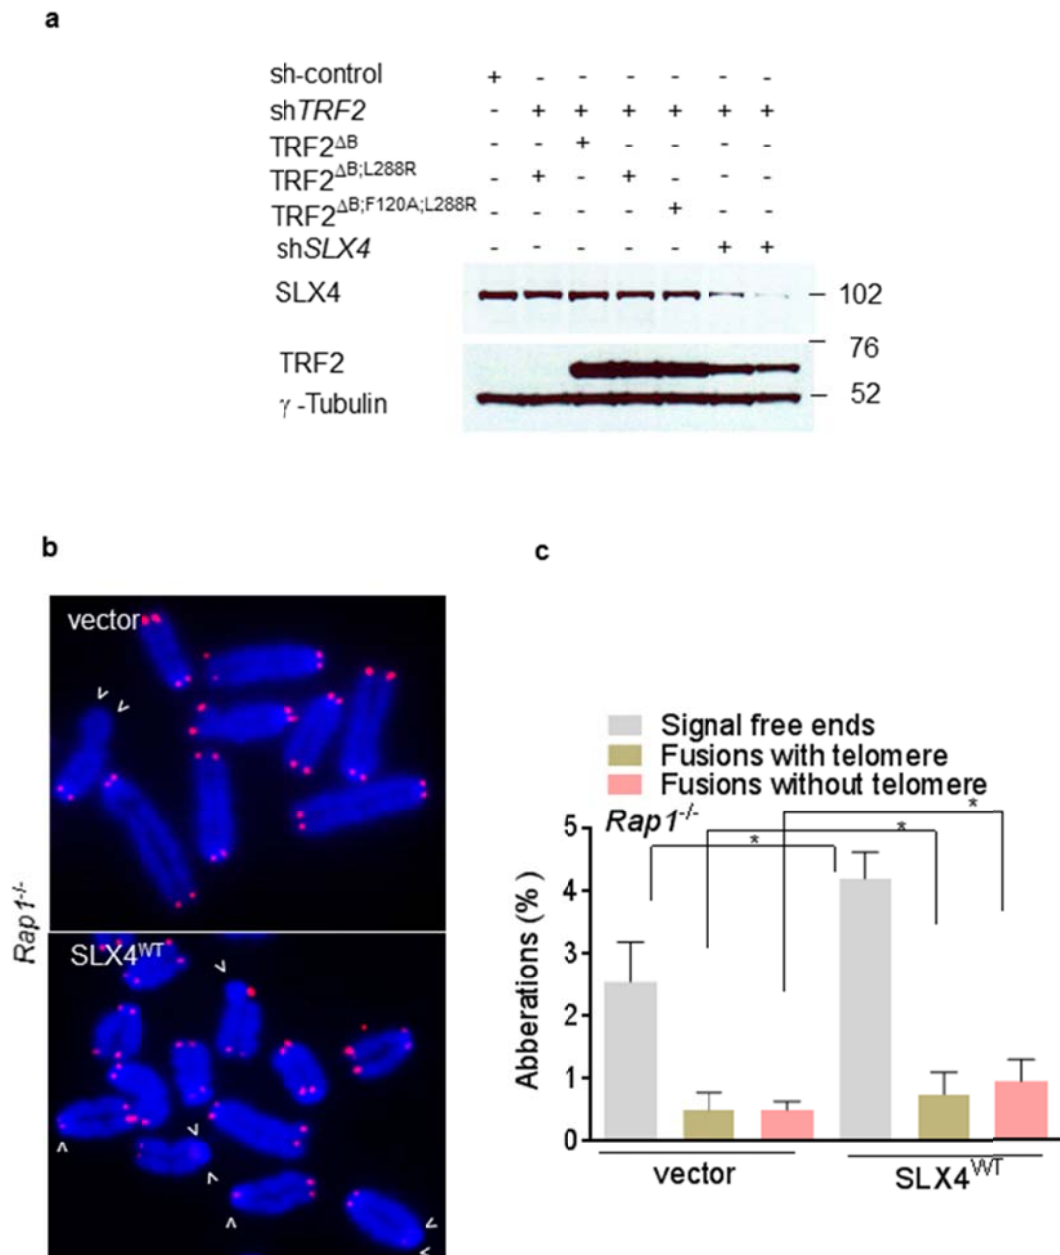 a
sh-control + - - - - - -
shTRF2 - + + + + + +
TRF2ΔB - - + - - - -
TRF2ΔB;L288R - + - + - - -
TRF2ΔB;F120A;L288R - - - - + - -
shSLX4 - - - - - + +
SLX4 – 102
– 76
TRF2
γ -Tubulin – 52
b
vector
Rap1-/-
SLX4WT
c
Signal free ends
Fusions with telomere
Fusions without telomere
Rap1-/-
*
*
*
Abberations (%)
5
4
3
2
1
0
vector
SLX4WT